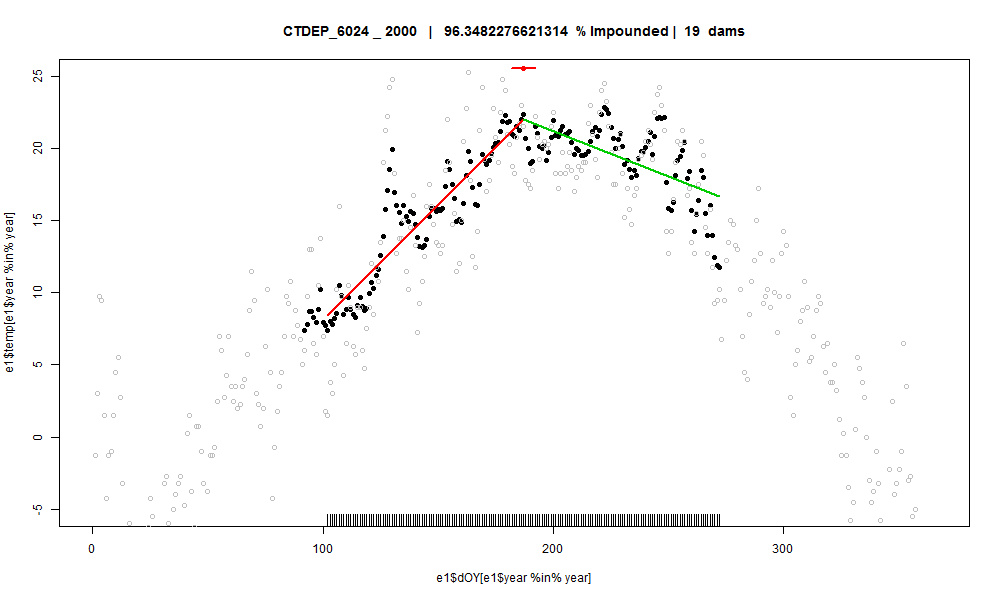 CTDEP_6024 _ 2000 | 96.3482276621314 % Impounded | 19 dams
25
20
15
10
5
0
-5
e1$temp[e1$year %in% year]
0 100 200 300
e1$dOY[e1$year %in% year]